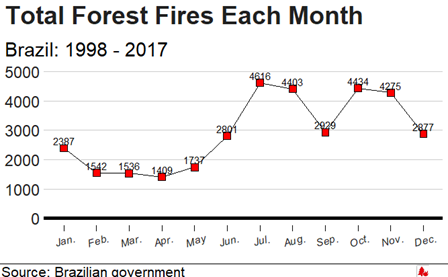 Total Forest Fires Each Month
Brazil: 1998 - 2017
5000
4000
3000
2000
1000
0
2387
1542
1536
1409
1737
2801
4616
4403
2929
4434
4275
2877
Jan.
Feb.
Mar.
Apr.
May
Jun.
Jul.
Aug.
Sep.
Oct.
Nov.
Dec.
Source: Brazilian government